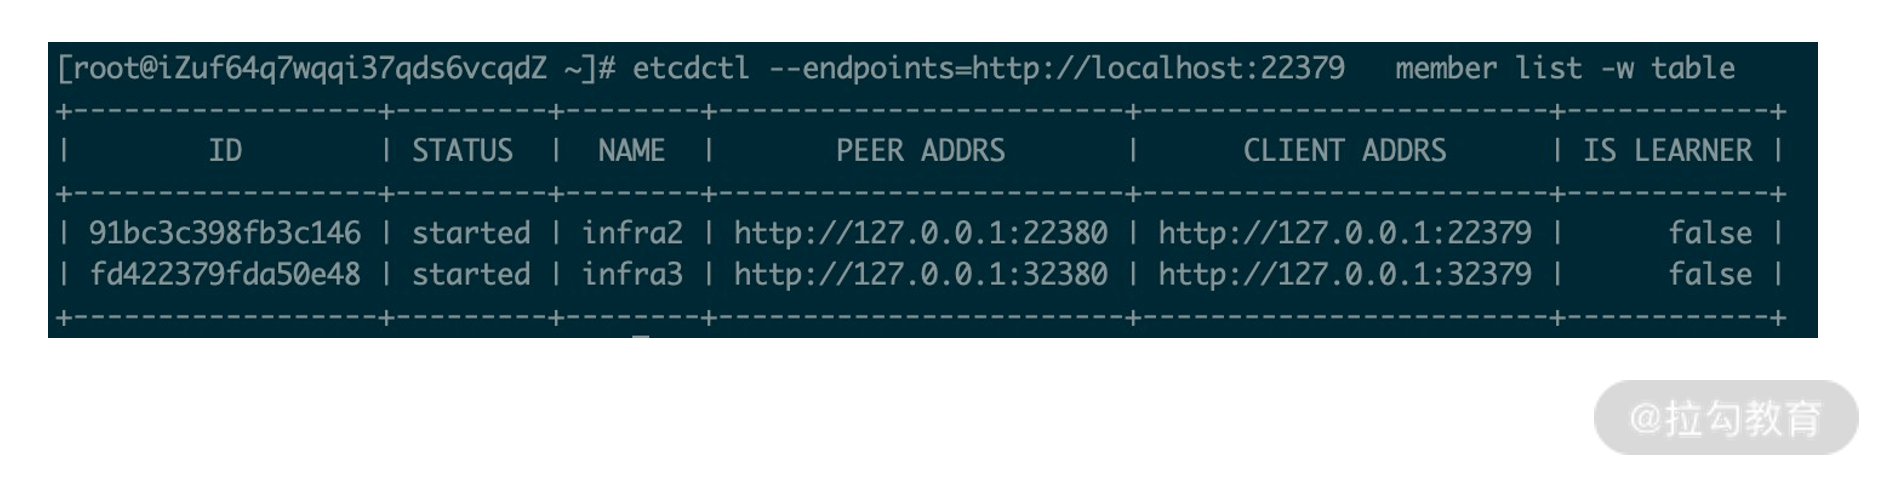 [root@iZuf64q7wqqi37qds6vcqdZ ~]# etcdctl --endpoints=http://localhost:22379   member list -w table
+------------------+---------+--------+------------------------+------------------------+------------+
|        ID        | STATUS  |  NAME  |       PEER ADDRS       |      CLIENT ADDRS      | IS LEARNER |
+------------------+---------+--------+------------------------+------------------------+------------+
| 91bc3c398fb3c146 | started | infra2 | http://127.0.0.1:22380 | http://127.0.0.1:22379 |      false |
| fd422379fda50e48 | started | infra3 | http://127.0.0.1:32380 | http://127.0.0.1:32379 |      false |
+------------------+---------+--------+------------------------+------------------------+------------+
@拉勾教育